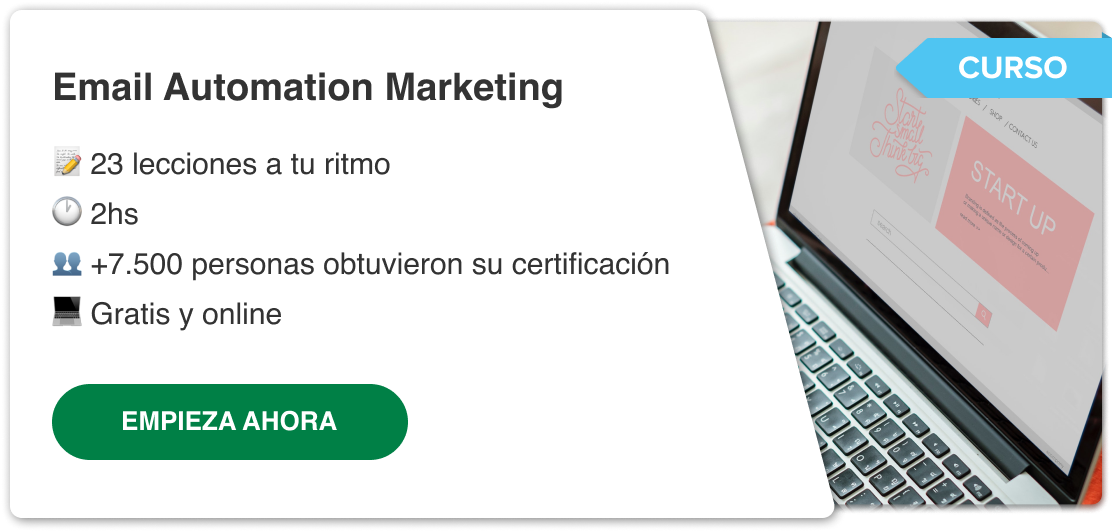 Email Automation Marketing
23 lecciones a tu ritmo
2hs
+7.500 personas obtuvieron su certificación
Gratis y online
EMPIEZA AHORA
CURSO
/ SHOP / CONTACT US
Start
small
Think big
START UP